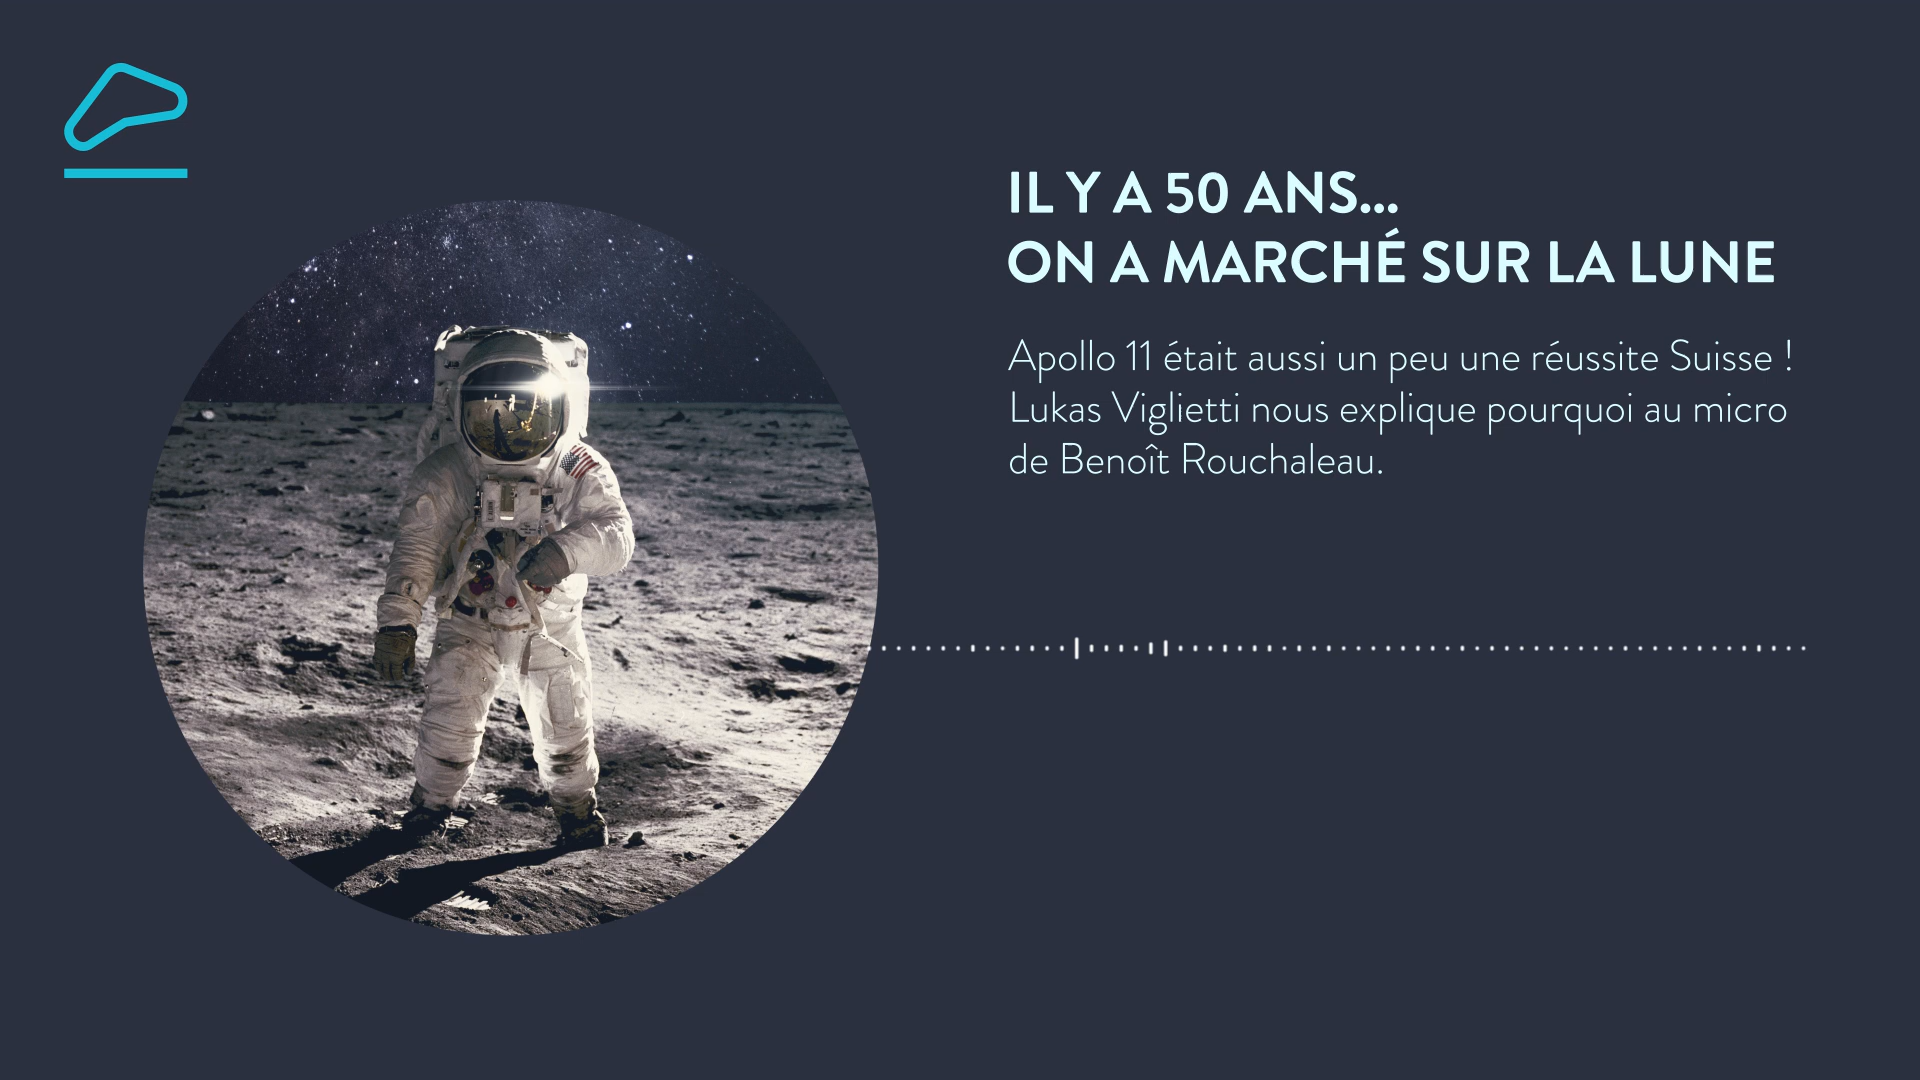 IL Y A 50 ANS...
ON A MARCHÉ SUR LA LUNE
Apollo 11 était aussi un peu une réussite Suisse !
Lukas Viglietti nous explique pourquoi au micro
de Benoît Rouchaleau.